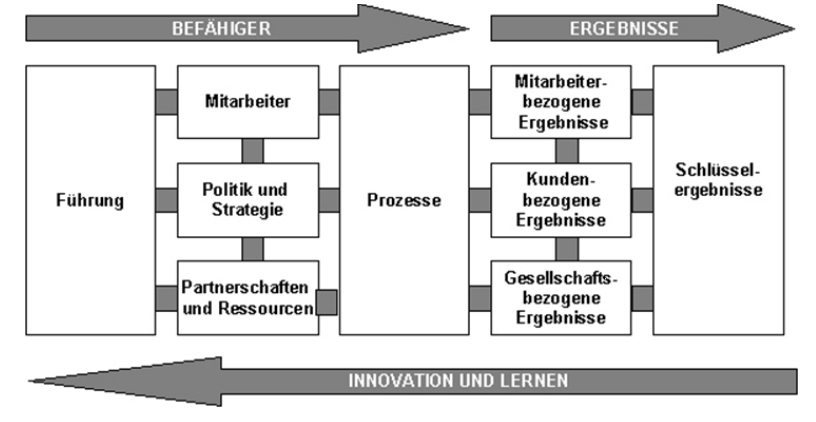 BEFÄHIGER
ERGEBNISSE
Führung
Mitarbeiter
Politik und
Strategie
Partnerschaften
und Ressourcen
Prozesse
Mitarbeiter-
bezogene
Ergebnisse
Kunden-
bezogene
Ergebnisse
Gesellschafts-
bezogene
Ergebnisse
Schlüssel-
ergebnisse
INNOVATION UND LERNEN